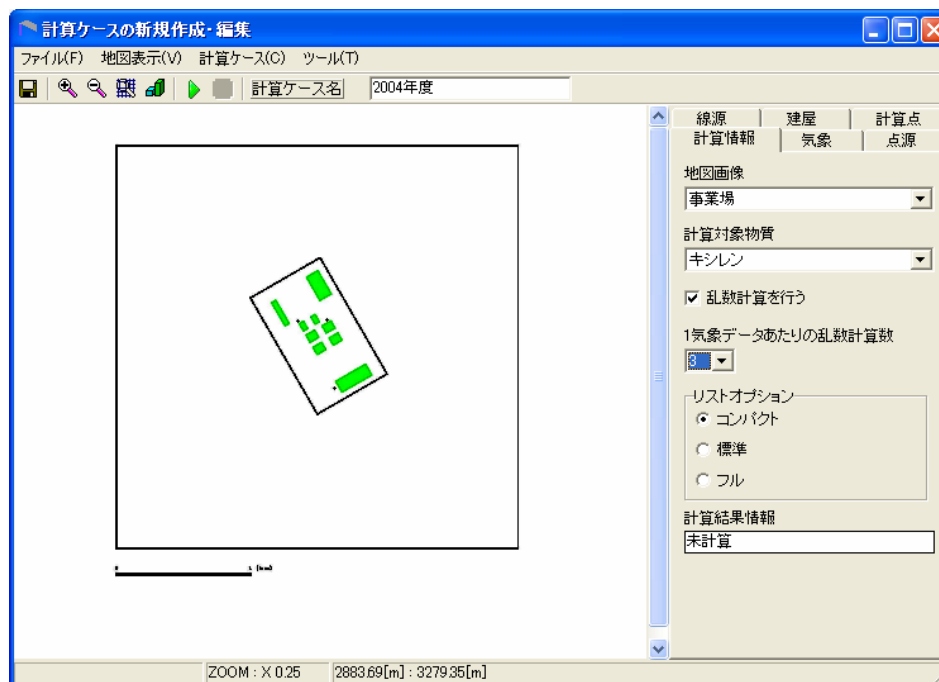 計算ケースの新規作成・編集
ファイル(F) 地図表示(V) 計算ケース(C) ツール(T)
計算ケース名 2004年度
線源 建屋 計算点
計算情報 気象 点源
地図画像
事業場
計算対象物質
キシレン
乱数計算を行う
1気象データあたりの乱数計算数
3
リストオプション
コンパクト
標準
フル
計算結果情報
未計算
ZOOM : X 0.25 2883.69[m] : 3279.35[m]